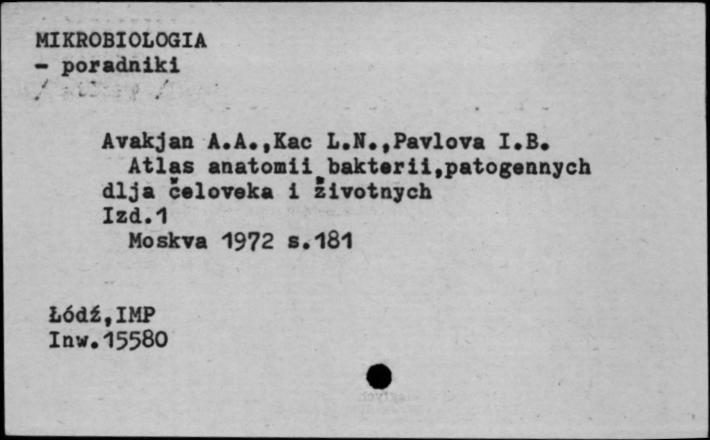 MIKROBIOLOGIA
- poradniki
Avakjan A.A.,Kac L.N.,Pavlova I.B.
Atlas anatomii bakterii,patogennych
dlja čeloveka i životnych
Izd.1
Moskva 1972 s.181
Łódź,IMP
Inw.15580